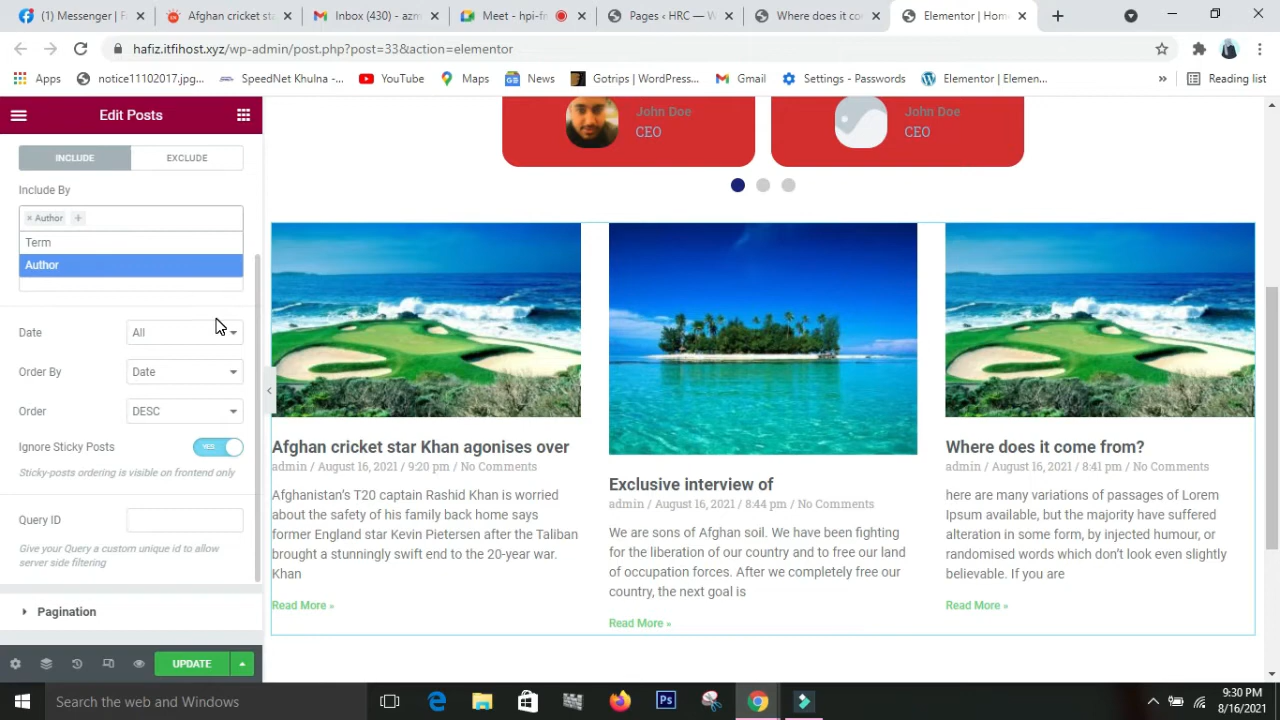 Pages ‹ Fi
Afghan cricket sta
Inbox (430) - azm
Meet - hpi-fn
Pages ‹ HRC — W
Where does it co
Elementor | Hom
hafiz.itfihost.xyz/wp-admin/post.php?post=33&action=elementor
Apps
notice11102017.jpg...
SpeedNet Khulna -...
YouTube
Maps
News
Gotrips | WordPress...
Gmail
Settings - Passwords
Elementor | Elemen...
»
Reading list
Edit Posts
INCLUDE
EXCLUDE
Include By
× Author +
Term
Author
Date
All
Order By
Date
Order
DESC
Ignore Sticky Posts
YES
Sticky-posts ordering is visible on frontend only
Query ID
Give your Query a custom unique id to allow
server side filtering
Pagination
UPDATE
John Doe
CEO
John Doe
CEO
Afghan cricket star Khan agonises over
admin / August 16, 2021 / 9:20 pm / No Comments
Afghanistan's T20 captain Rashid Khan is worried
about the safety of his family back home says
former England star Kevin Pietersen after the Taliban
brought a stunningly swift end to the 20-year war.
Khan
Read More »
Exclusive interview of
admin / August 16, 2021 / 8:44 pm / No Comments
We are sons of Afghan soil. We have been fighting
for the liberation of our country and to free our land
of occupation forces. After we completely free our
country, the next goal is
Read More »
Where does it come from?
admin / August 16, 2021 / 8:41 pm / No Comments
here are many variations of passages of Lorem
Ipsum available, but the majority have suffered
alteration in some form, by injected humour, or
randomised words which don't look even slightly
believable. If you are
Read More »
Search the web and Windows
9:30 PM
8/16/2021